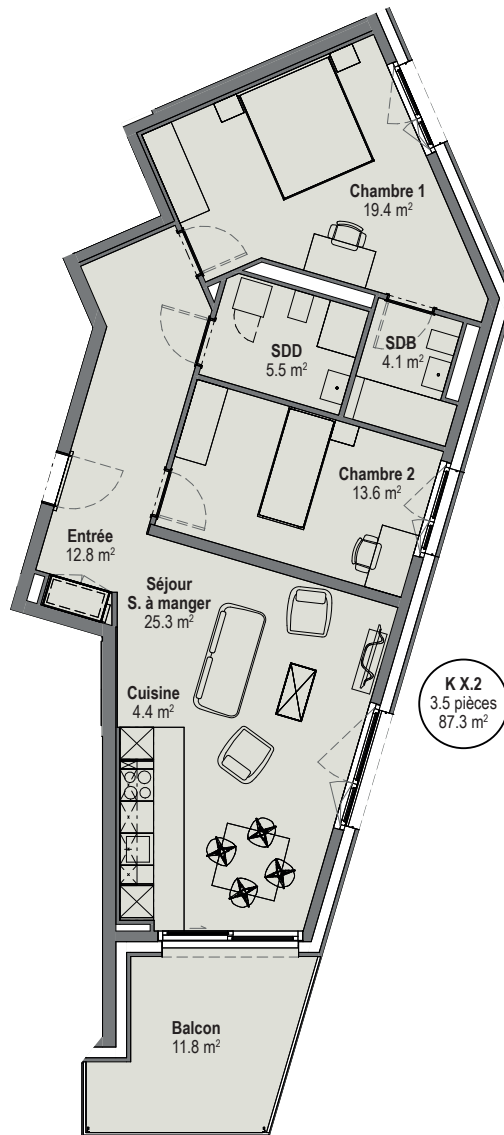 Chambre 1
19.4 m²
SDD
5.5 m²
SDB
4.1 m²
Chambre 2
13.6 m²
Entrée
12.8 m²
Séjour
S. à manger
25.3 m²
Cuisine
4.4 m²
K X.2
3.5 pièces
87.3 m²
Balcon
11.8 m²